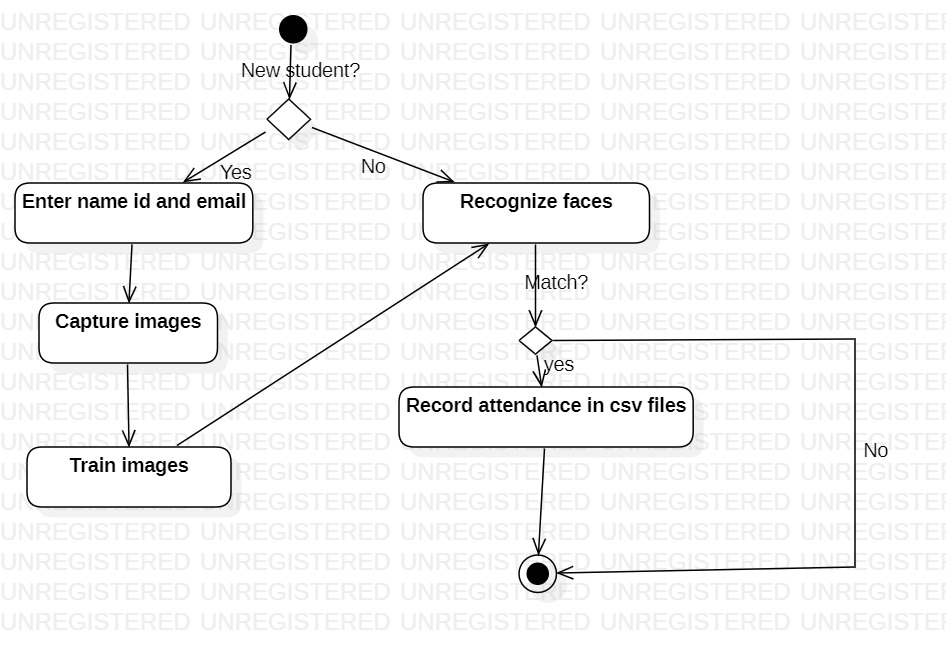 New student?
Yes
No
Enter name id and email
Recognize faces
Match?
Capture images
yes
Record attendance in csv files
No
Train images
UNREGISTERED